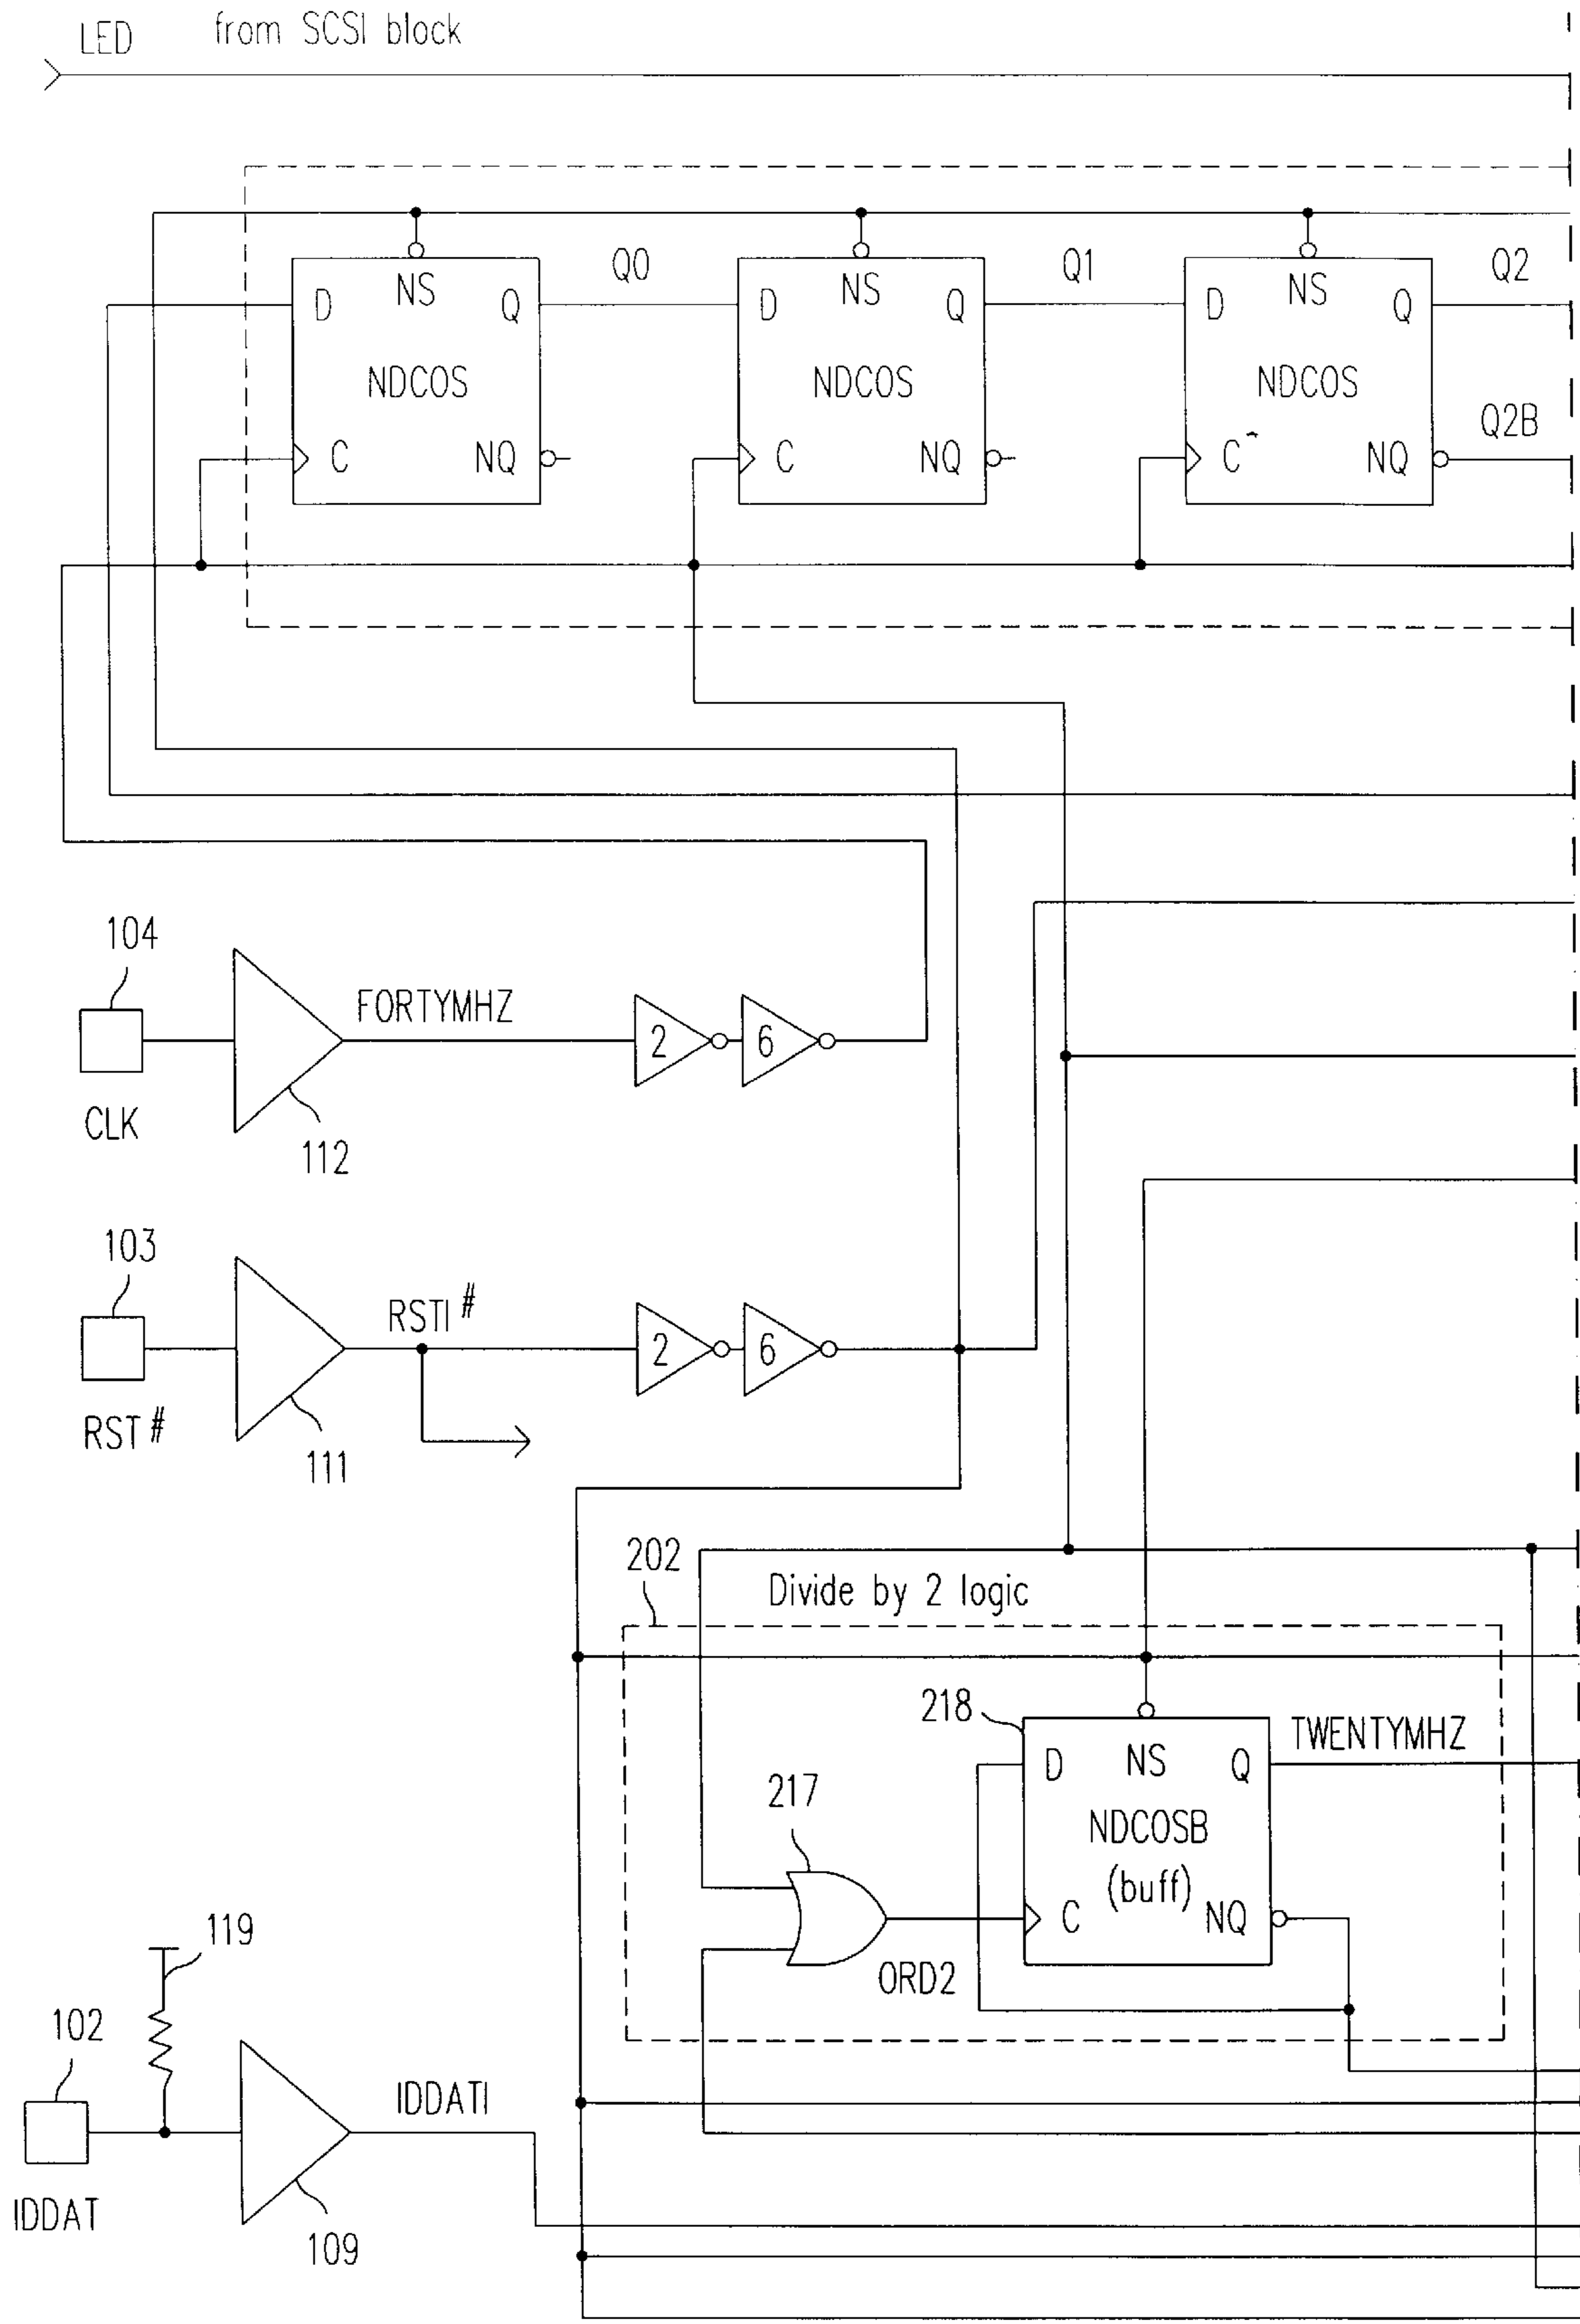 LED from SCSI block
Q0 Q1 Q2
NS NS NS
D Q D Q D Q
NDCOS NDCOS NDCOS
Q2B
C NQ C NQ C NQ
104
FORTYMHZ
2 6
CLK
112
103
RSTI#
2 6
RST#
111
202
Divide by 2 logic
218
TWENTYMHZ
D NS Q
217
NDCOSB
(buff)
C NQ
119
ORD2
102
IDDATI
IDDAT
109